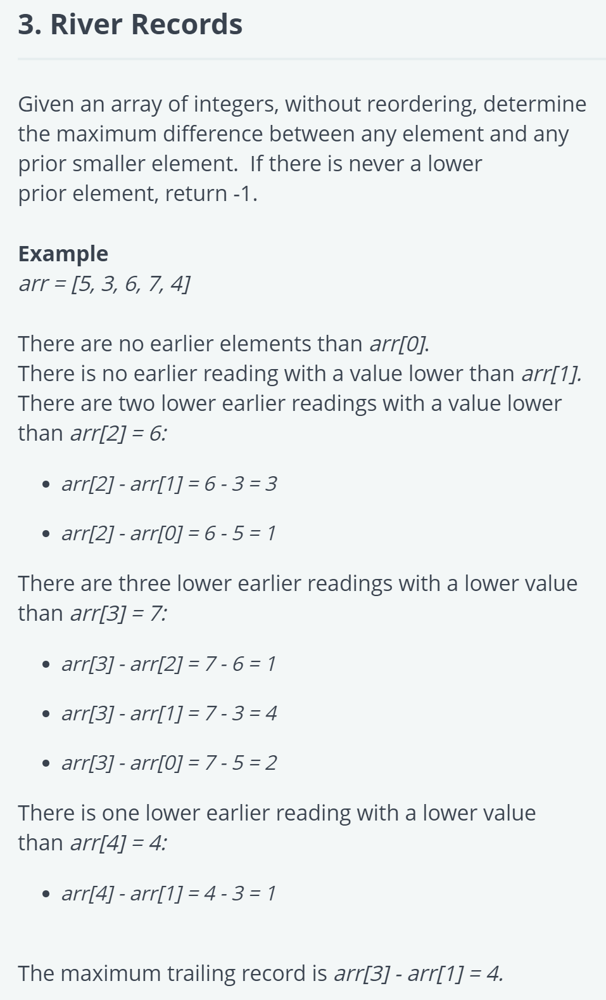 3. River Records
Given an array of integers, without reordering, determine
the maximum difference between any element and any
prior smaller element.  If there is never a lower
prior element, return -1.
Example
arr = [5, 3, 6, 7, 4]
There are no earlier elements than arr[0].
There is no earlier reading with a value lower than arr[1].
There are two lower earlier readings with a value lower
than arr[2] = 6:
• arr[2] - arr[1] = 6 - 3 = 3
• arr[2] - arr[0] = 6 - 5 = 1
There are three lower earlier readings with a lower value
than arr[3] = 7:
• arr[3] - arr[2] = 7 - 6 = 1
• arr[3] - arr[1] = 7 - 3 = 4
• arr[3] - arr[0] = 7 - 5 = 2
There is one lower earlier reading with a lower value
than arr[4] = 4:
• arr[4] - arr[1] = 4 - 3 = 1
The maximum trailing record is arr[3] - arr[1] = 4.